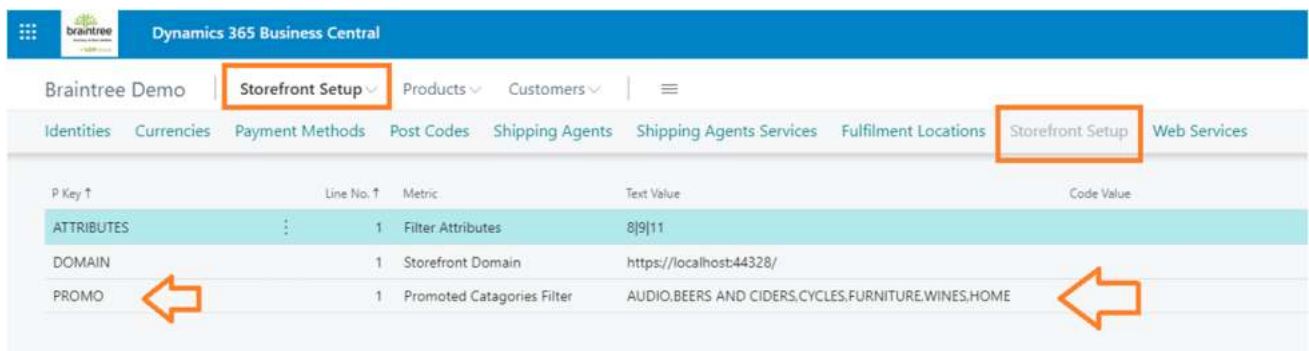 braintree Dynamics 365 Business Central
Braintree Demo Storefront Setup Products Customers
Identities Currencies Payment Methods Post Codes Shipping Agents Shipping Agents Services Fulfilment Locations Storefront Setup Web Services
P Key ↑ Line No. ↑ Metric Text Value Code Value
ATTRIBUTES 1 Filter Attributes 8|9|11
DOMAIN 1 Storefront Domain https://localhost:44328/
PROMO 1 Promoted Catagories Filter AUDIO,BEERS AND CIDERS,CYCLES,FURNITURE,WINES,HOME